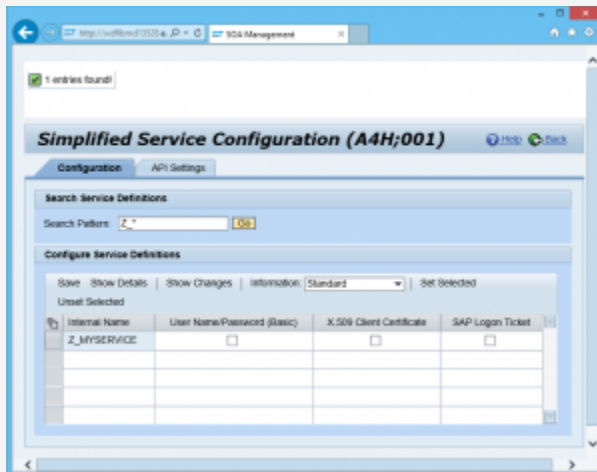 SOA Management
1 entries found!
Simplified Service Configuration (A4H;001)
Help Back
Configuration API Settings
Search Service Definitions
Search Pattern: Z_* Go
Configure Service Definitions
Save Show Details | Show Changes | Information: Standard | Set Selected
Unset Selected
Internal Name User Name/Password (Basic) X.509 Client Certificate SAP Logon Ticket
Z_MYSERVICE